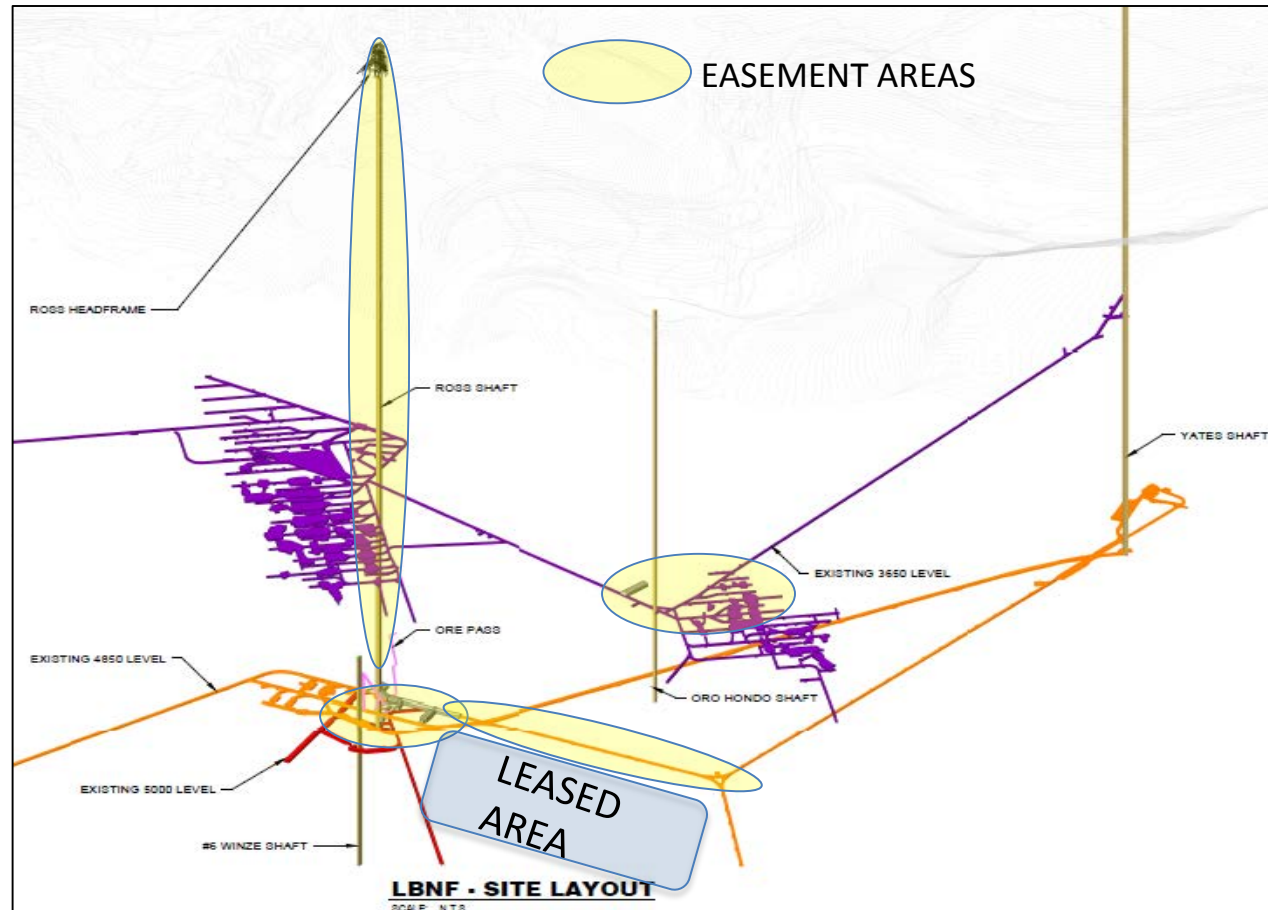 EASEMENT AREAS
ROSS HEADFRAME
ROSS SHAFT
YATES SHAFT
EXISTING 3650 LEVEL
ORE PASS
EXISTING 4850 LEVEL
ORO HONDO SHAFT
EXISTING 5000 LEVEL
LEASED
AREA
#6 WINZE SHAFT
LBNF - SITE LAYOUT
SCALE: N.T.S.